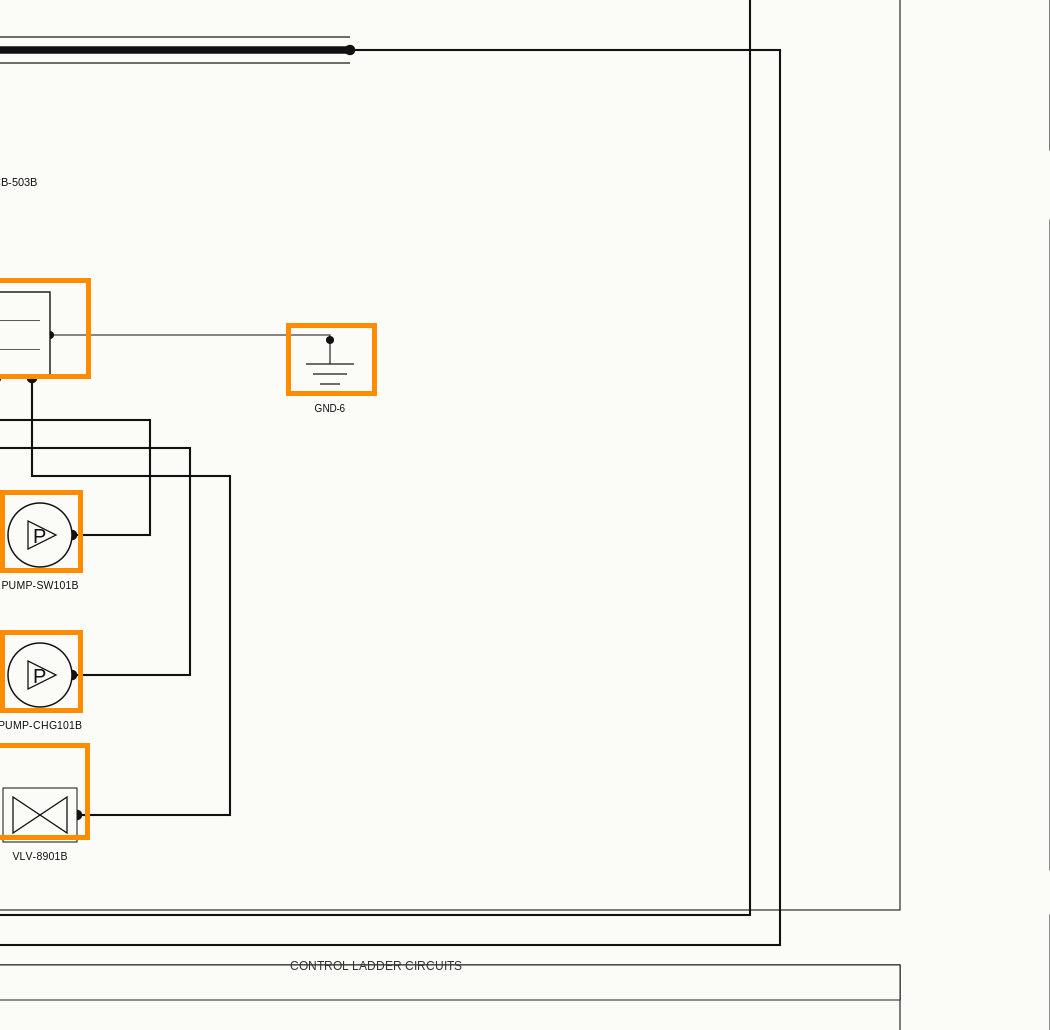 B-503B
GND-6
P
PUMP-SW101B
P
PUMP-CHG101B
VLV-8901B
CONTROL LADDER CIRCUITS